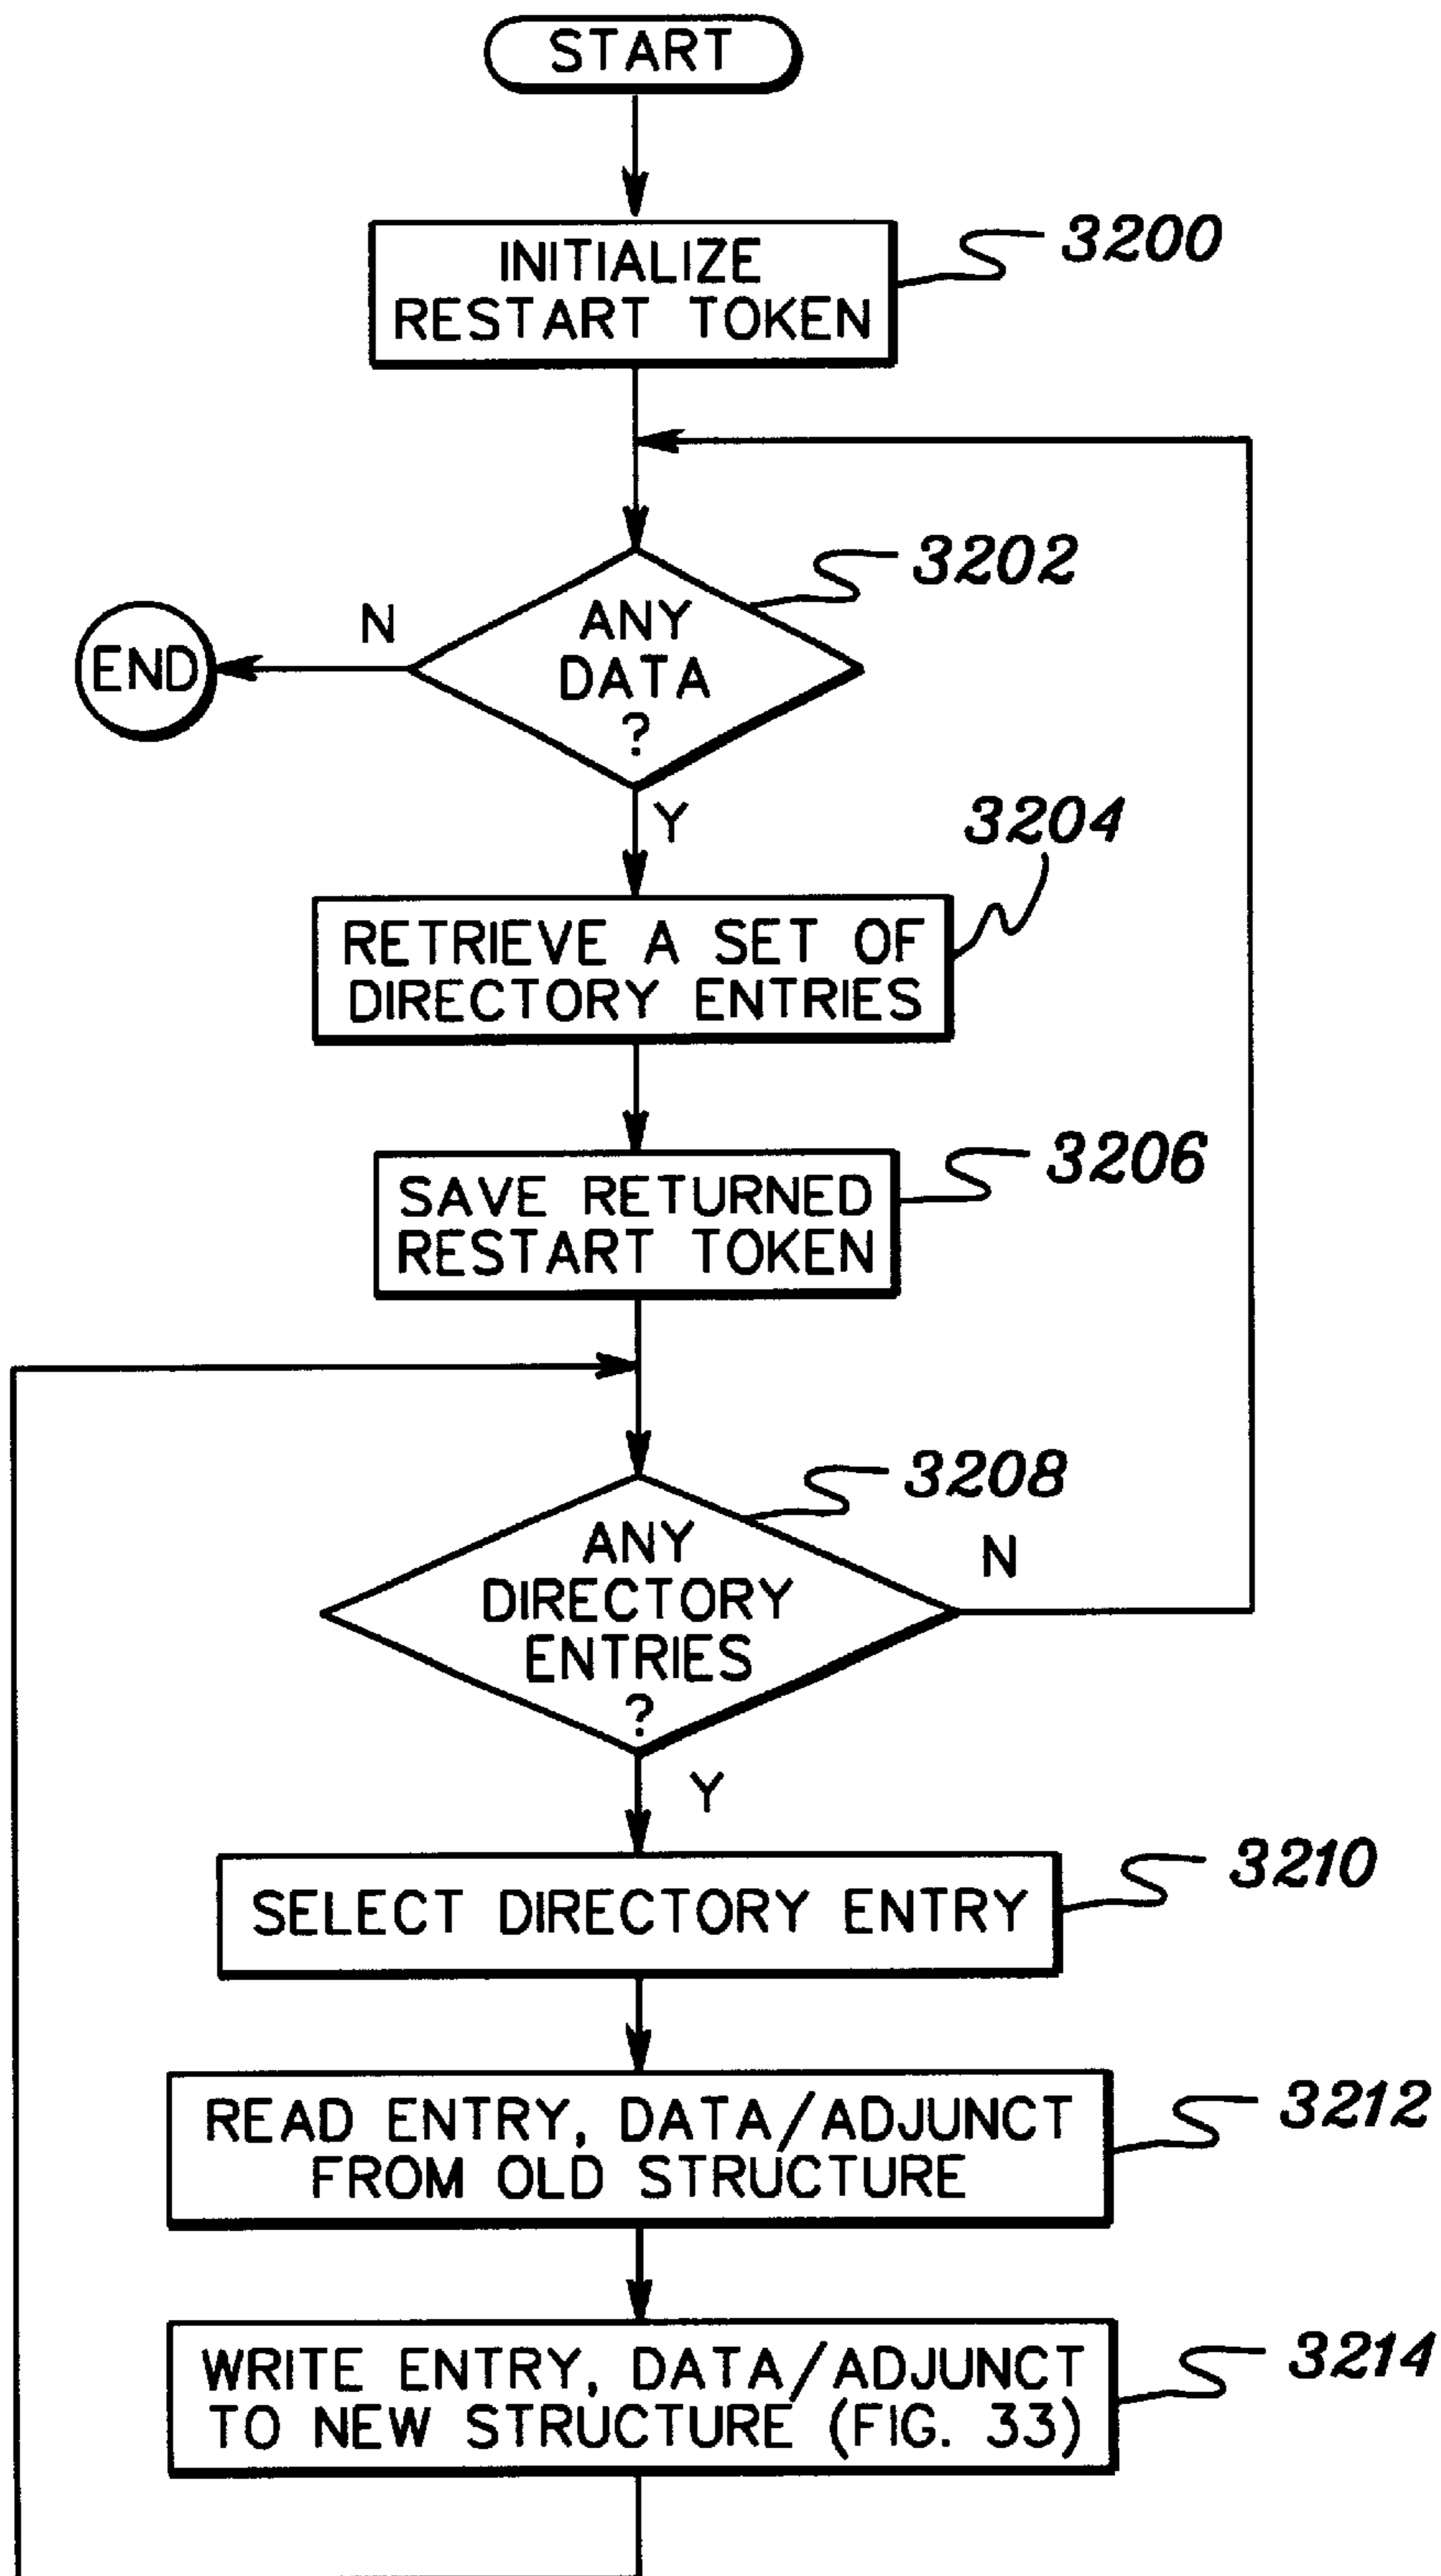 START
INITIALIZE
RESTART TOKEN
3200
3202
ANY
DATA
?
N
END
Y
3204
RETRIEVE A SET OF
DIRECTORY ENTRIES
3206
SAVE RETURNED
RESTART TOKEN
3208
ANY
DIRECTORY
ENTRIES
?
N
Y
3210
SELECT DIRECTORY ENTRY
3212
READ ENTRY, DATA/ADJUNCT
FROM OLD STRUCTURE
3214
WRITE ENTRY, DATA/ADJUNCT
TO NEW STRUCTURE (FIG. 33)